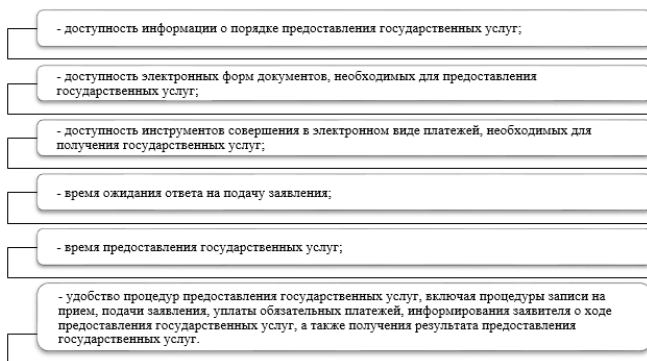 - доступность информации о порядке предоставления государственных услуг;
- доступность электронных форм документов, необходимых для предоставления
государственных услуг;
- доступность инструментов совершения в электронном виде платежей, необходимых для
получения государственных услуг;
- время ожидания ответа на подачу заявления;
- время предоставления государственных услуг;
- удобство процедур предоставления государственных услуг, включая процедуры записи на
прием, подачи заявления, уплаты обязательных платежей, информирования заявителя о ходе
предоставления государственных услуг, а также получения результата предоставления
государственных услуг.